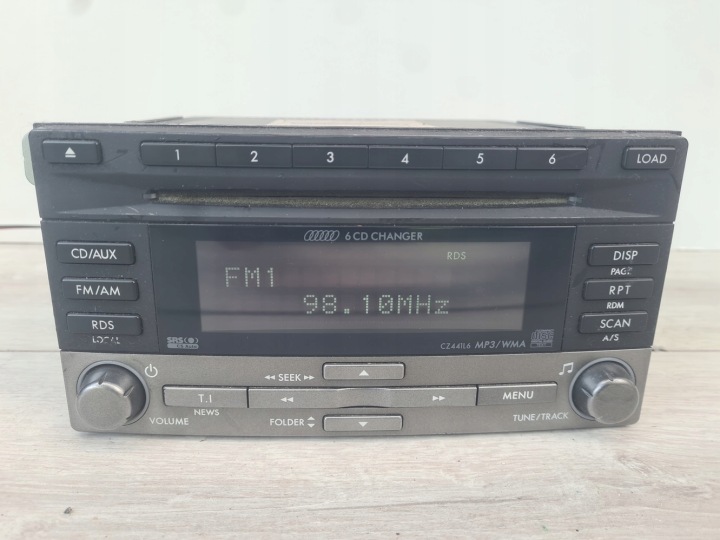 1 2 3 4 5 6 LOAD
6 CD CHANGER
CD/AUX
RDS
DISP
PAGE
FM1
FM/AM
RPT
98.10MHz
RDM
RDS
SCAN
LOCAL
SRS(●)
CZ441L6 MP3/WMA
A/S
SEEK
T.I
MENU
NEWS
VOLUME
FOLDER
TUNE/TRACK